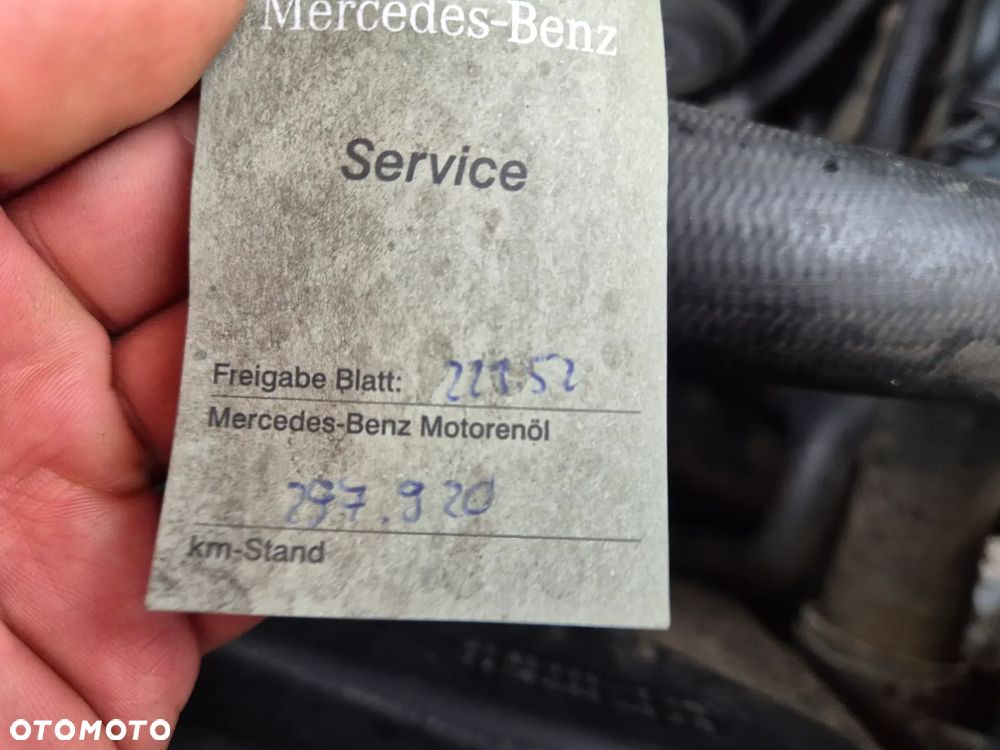 Mercedes-Benz
Service
Freigabe Blatt: 229.52
Mercedes-Benz Motorenöl
297.920
km-Stand
OTOMOTO